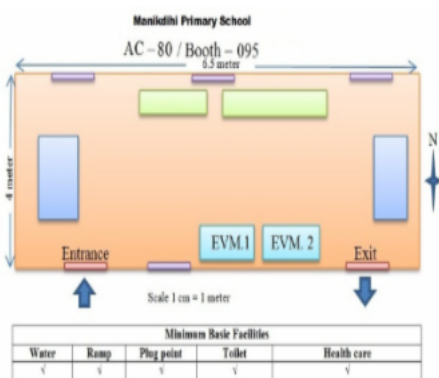 Manikdihi Primary School
AC – 80 / Booth – 095
6.5 meter
4 meter
N
EVM.1 EVM. 2
Entrance Exit
Scale 1 cm = 1 meter
Minimum Basic Facilities
Water Ramp Plug point Toilet Health care
√ √ √ √ √